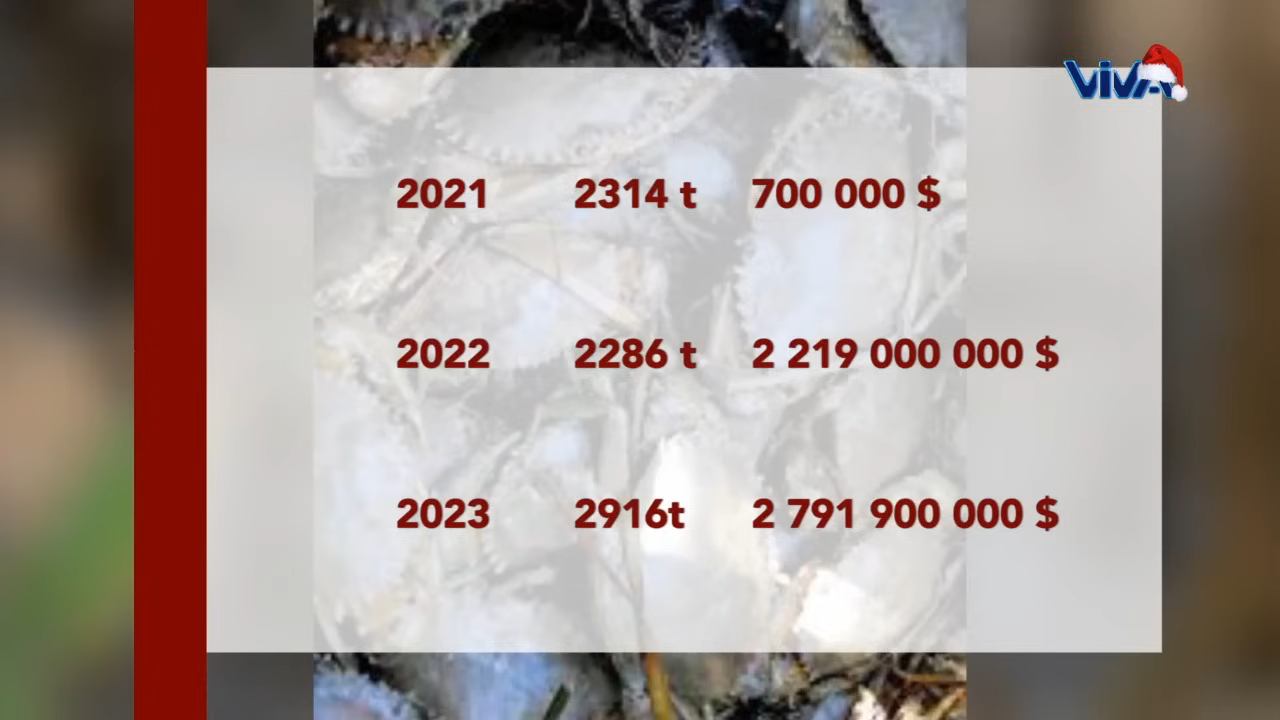 ViVA
2021 2314 t 700 000 $
2022 2286 t 2 219 000 000 $
2023 2916t 2 791 900 000 $